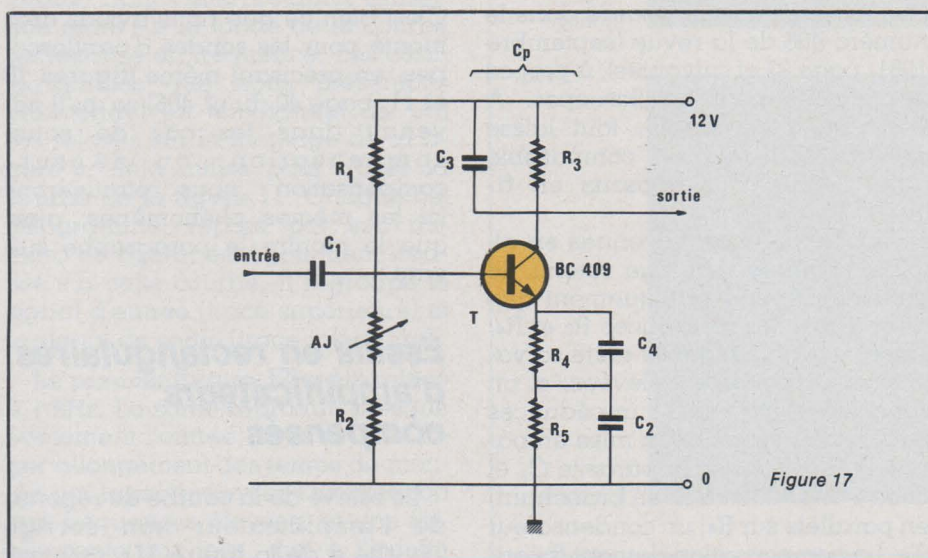 Cp
12 V
C3
R3
R1
sortie
entrée
C1
BC 409
T
AJ
R4
C4
R2
R5
C2
0
Figure 17